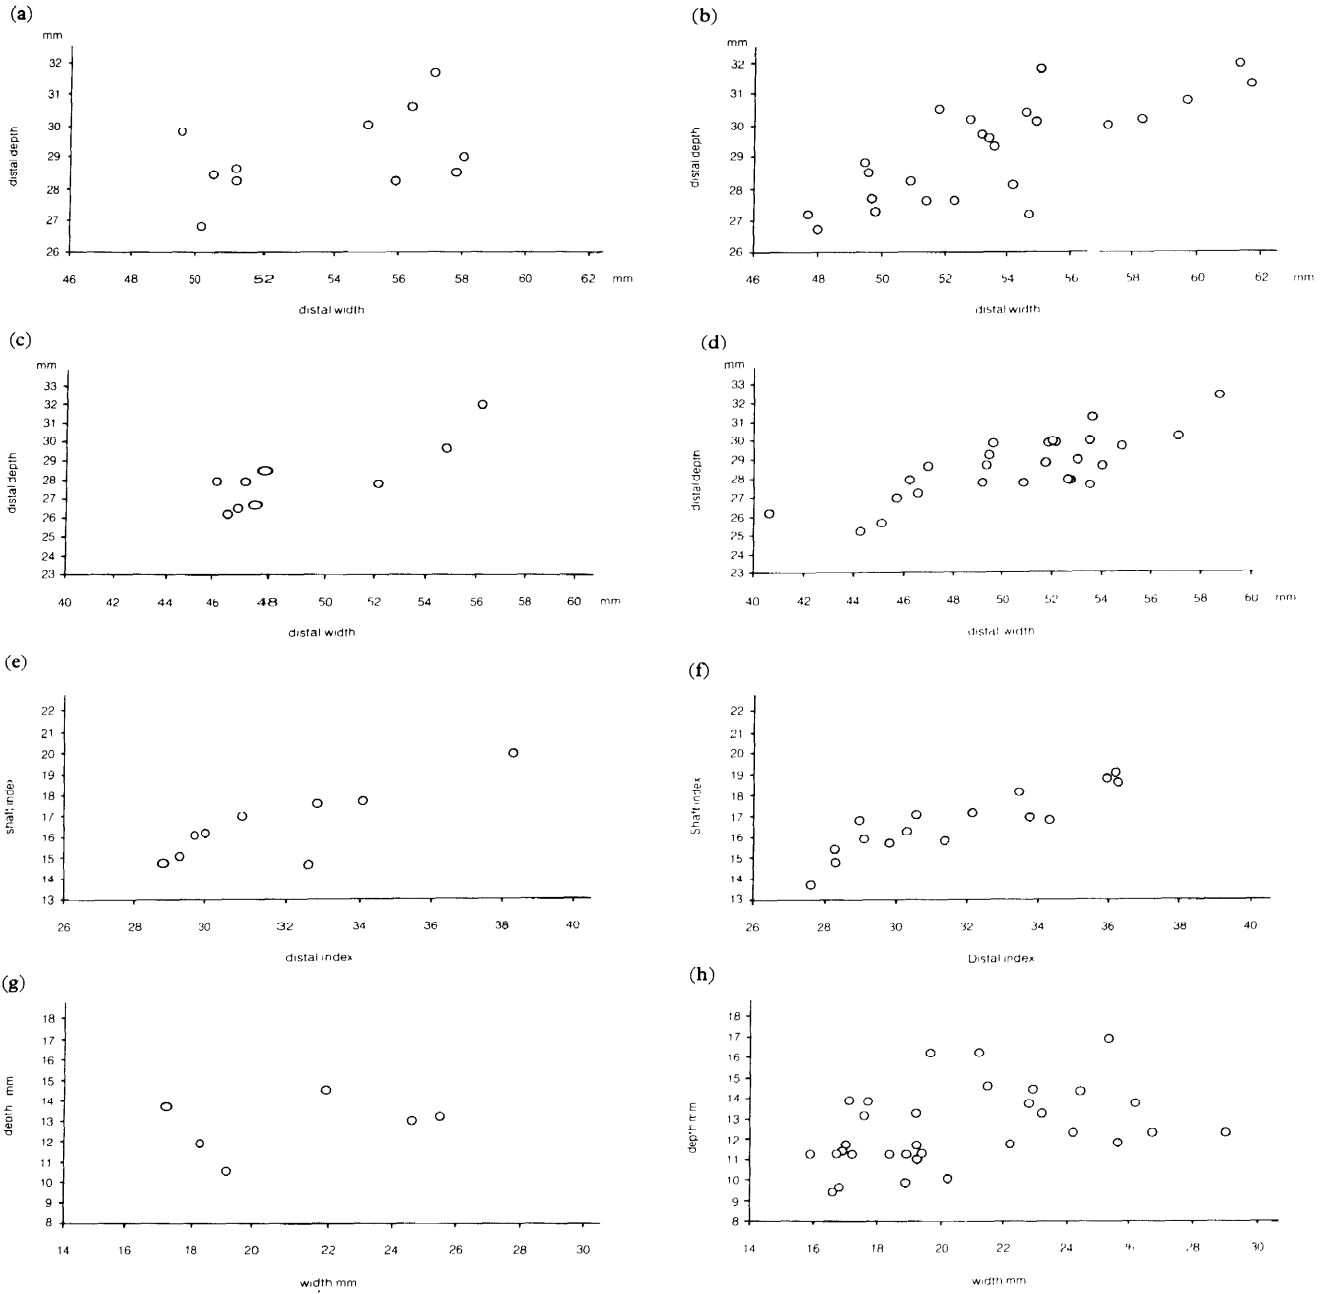 (a)
mm
32
31
30
29
28
27
26
distal depth
46 48 50 52 54 56 58 60 62 mm
distal width
(b)
mm
32
31
30
29
28
27
26
distal depth
46 48 50 52 54 56 58 60 62 mm
distal width
(c)
mm
33
32
31
30
29
28
27
26
25
24
23
distal depth
40 42 44 46 48 50 52 54 56 58 60 mm
distal width
(d)
mm
33
32
31
30
29
28
27
26
25
24
23
distal depth
40 42 44 46 48 50 52 54 56 58 60 mm
distal width
(e)
22
21
20
19
18
17
16
15
14
13
shaft index
26 28 30 32 34 36 38 40
distal index
(f)
22
21
20
19
18
17
16
15
14
13
Shaft index
26 28 30 32 34 36 38 40
Distal index
(g)
18
17
16
15
14
13
12
11
10
9
8
depth mm
14 16 18 20 22 24 26 28 30
width mm
(h)
18
17
16
15
14
13
12
11
10
9
8
depth mm
14 16 18 20 22 24 26 28 30
width mm